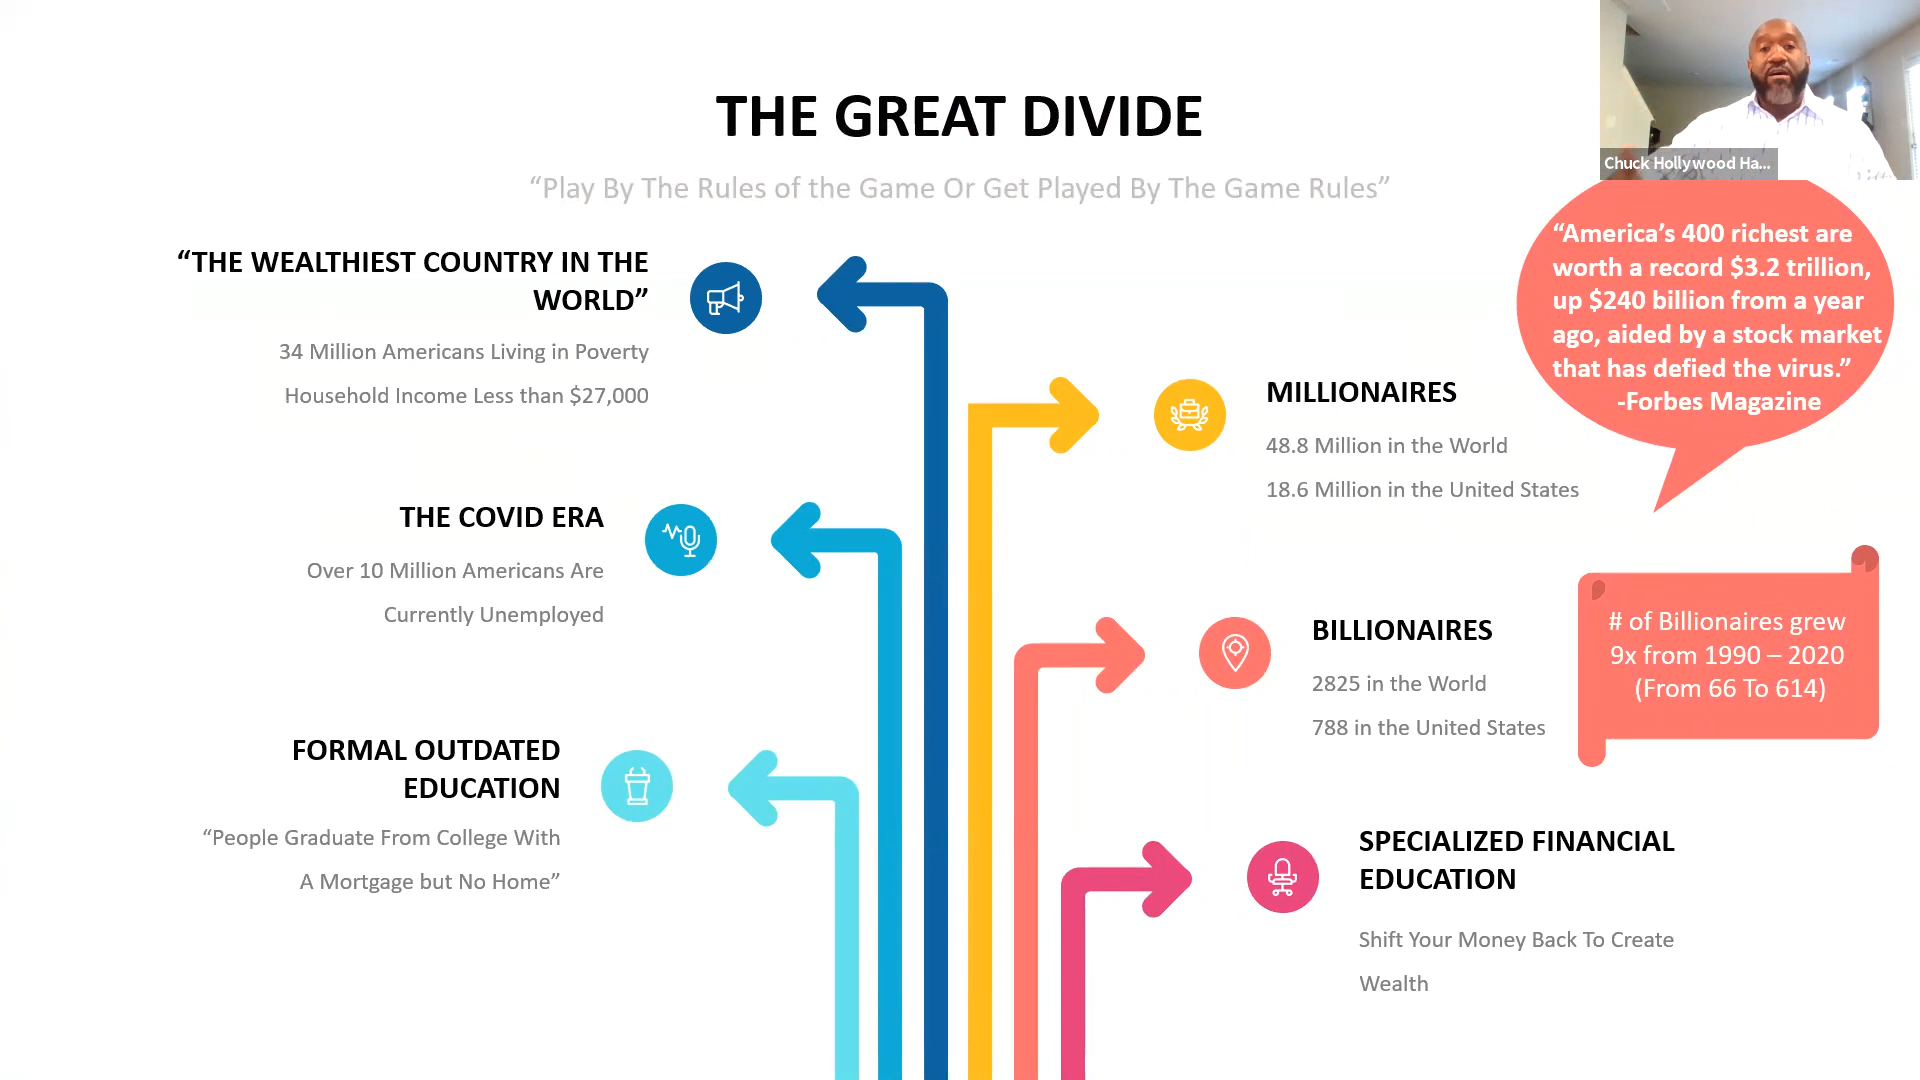 Chuck Hollywood Ha...
THE GREAT DIVIDE
“Play By The Rules of the Game Or Get Played By The Game Rules”
“THE WEALTHIEST COUNTRY IN THE
WORLD”
34 Million Americans Living in Poverty
Household Income Less than $27,000
THE COVID ERA
Over 10 Million Americans Are
Currently Unemployed
FORMAL OUTDATED
EDUCATION
“People Graduate From College With
A Mortgage but No Home”
MILLIONAIRES
48.8 Million in the World
18.6 Million in the United States
BILLIONAIRES
2825 in the World
788 in the United States
SPECIALIZED FINANCIAL
EDUCATION
Shift Your Money Back To Create
Wealth
“America’s 400 richest are
worth a record $3.2 trillion,
up $240 billion from a year
ago, aided by a stock market
that has defied the virus.”
-Forbes Magazine
# of Billionaires grew
9x from 1990 – 2020
(From 66 To 614)